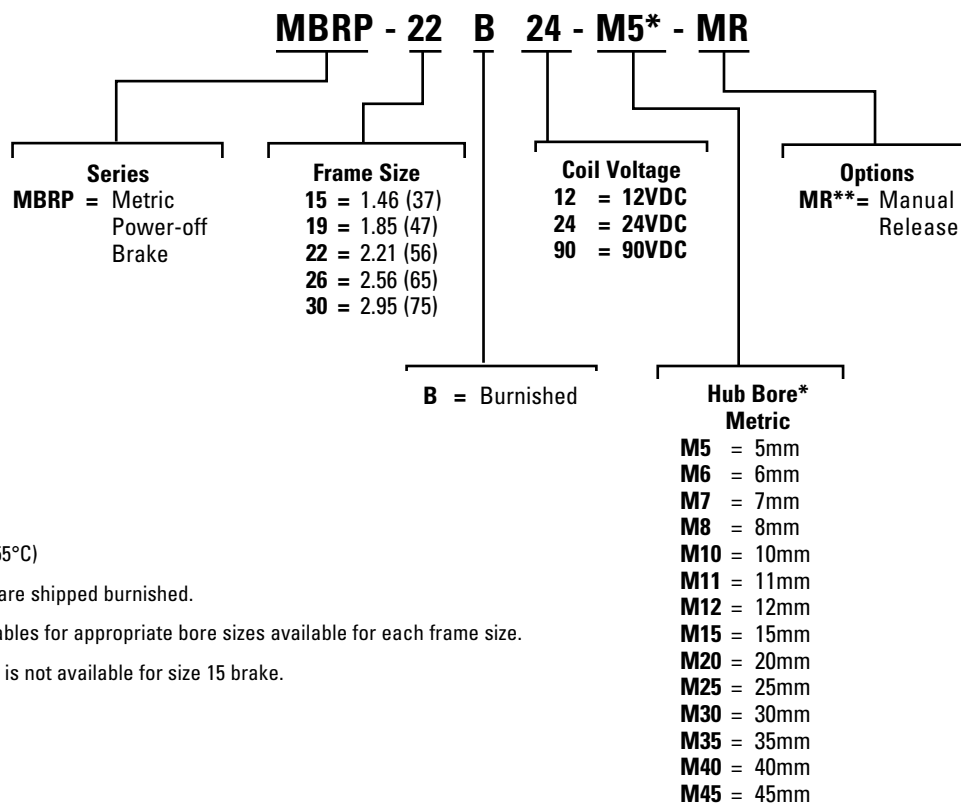 MBRP - 22 B 24 - M5* - MR
Series
MBRP = Metric
Power-off
Brake
Frame Size
15 = 1.46 (37)
19 = 1.85 (47)
22 = 2.21 (56)
26 = 2.56 (65)
30 = 2.95 (75)
Coil Voltage
12 = 12VDC
24 = 24VDC
90 = 90VDC
Options
MR**= Manual
Release
B = Burnished
Hub Bore*
Metric
M5 = 5mm
M6 = 6mm
M7 = 7mm
M8 = 8mm
M10 = 10mm
M11 = 11mm
M12 = 12mm
M15 = 15mm
M20 = 20mm
M25 = 25mm
M30 = 30mm
M35 = 35mm
M40 = 40mm
M45 = 45mm
5°C)
are shipped burnished.
ables for appropriate bore sizes available for each frame size.
is not available for size 15 brake.